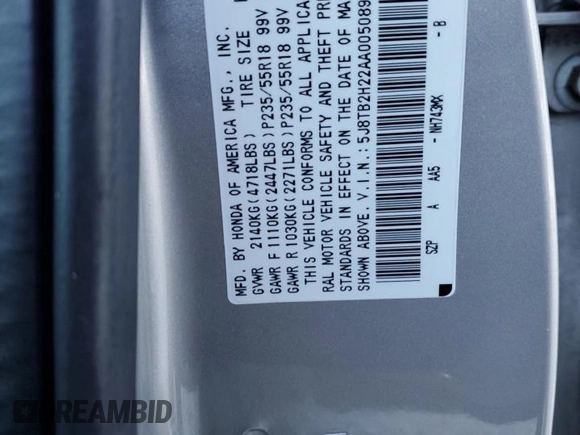 MFD. BY HONDA OF AMERICA MFG., INC.
GVWR 2140KG(4718LBS) TIRE SIZE
GAWR F 1110KG(2447LBS)P235/55R18 99V
GAWR R 1030KG(2271LBS)P235/55R18 99V
THIS VEHICLE CONFORMS TO ALL APPLICA
RAL MOTOR VEHICLE SAFETY AND THEFT PRE
STANDARDS IN EFFECT ON THE DATE OF MA
SHOWN ABOVE. V.I.N.: 5J8TB2H22AA005089
SZP A AA5 - NH743MX - B
DREAMBID